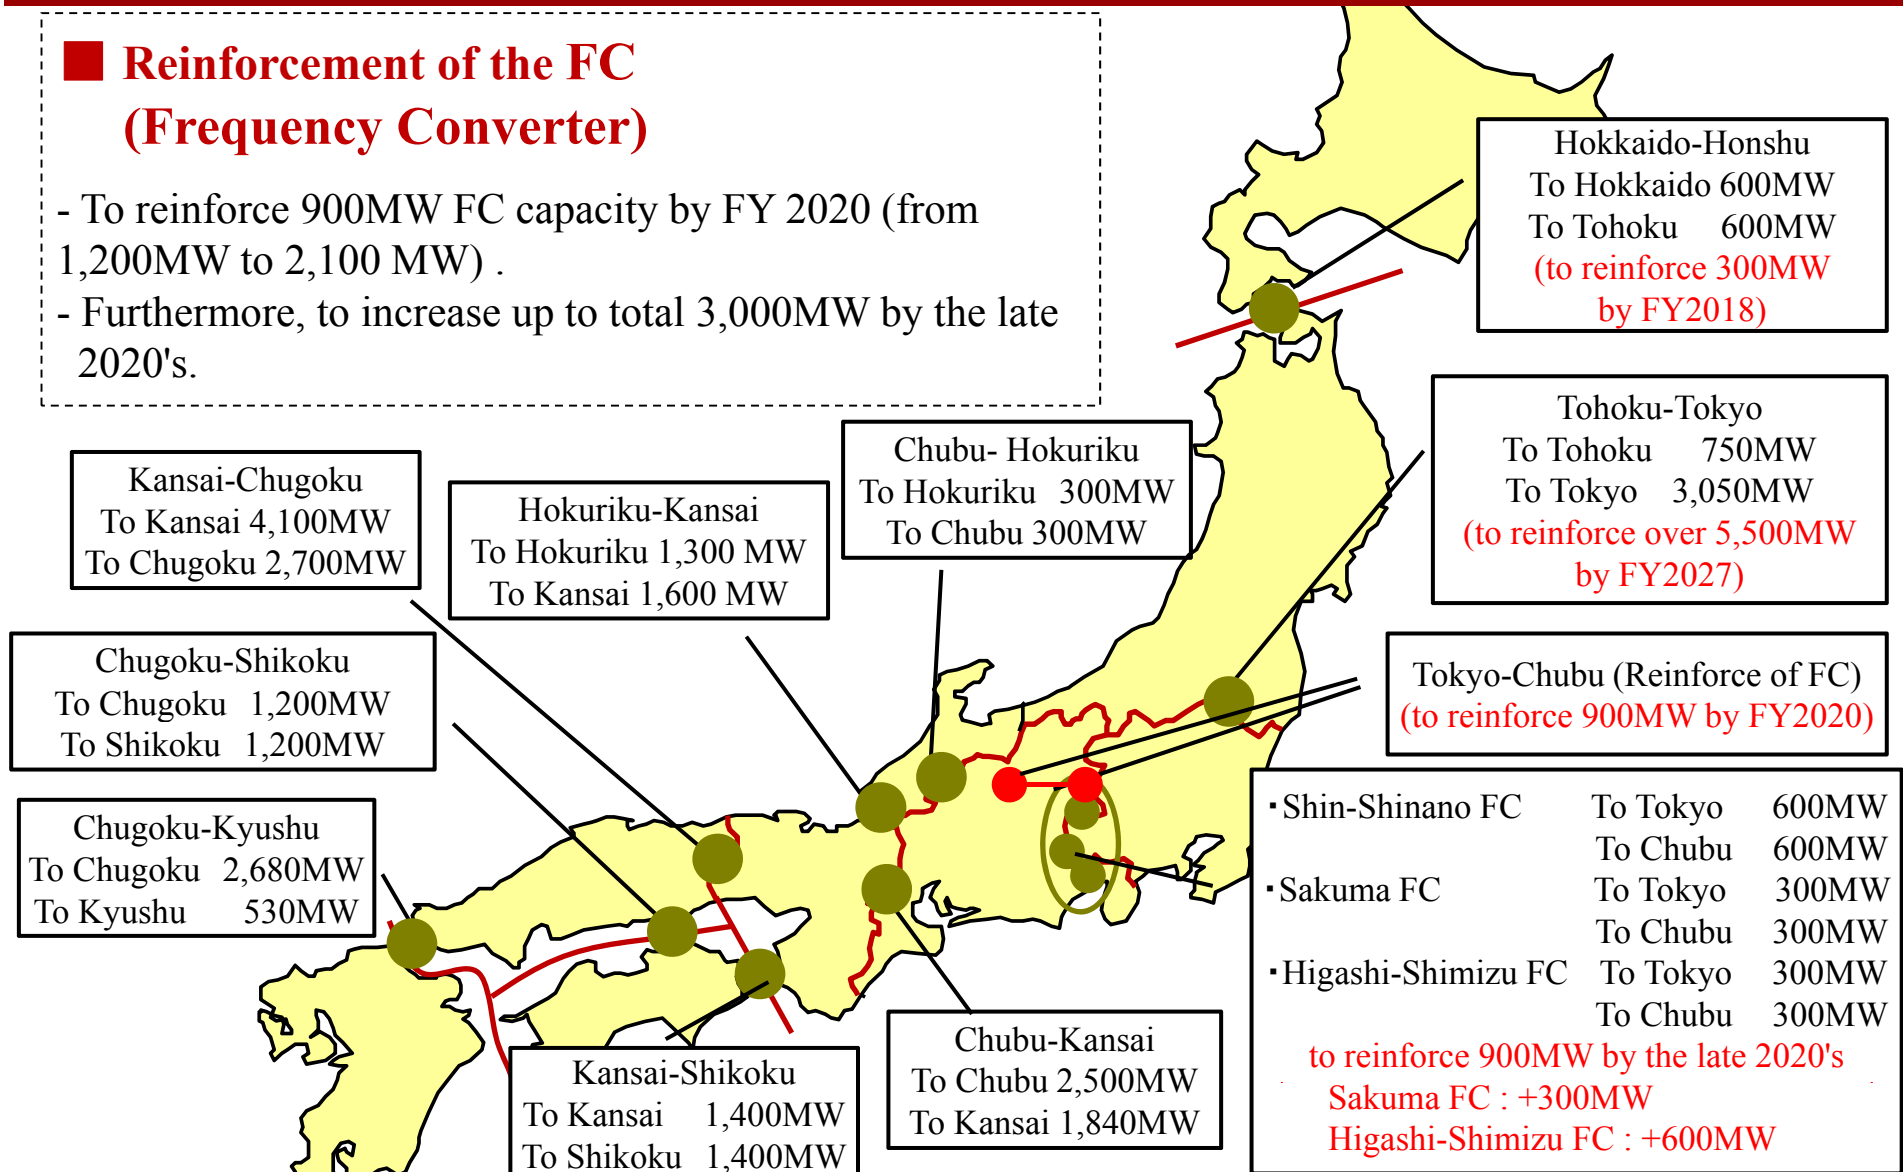 ■ Reinforcement of the FC
(Frequency Converter)
- To reinforce 900MW FC capacity by FY 2020 (from
1,200MW to 2,100 MW) .
- Furthermore, to increase up to total 3,000MW by the late
2020's.
Hokkaido-Honshu
To Hokkaido 600MW
To Tohoku 600MW
(to reinforce 300MW
by FY2018)
Tohoku-Tokyo
To Tohoku 750MW
To Tokyo 3,050MW
(to reinforce over 5,500MW
by FY2027)
Chubu- Hokuriku
To Hokuriku 300MW
To Chubu 300MW
Kansai-Chugoku
To Kansai 4,100MW
To Chugoku 2,700MW
Hokuriku-Kansai
To Hokuriku 1,300 MW
To Kansai 1,600 MW
Chugoku-Shikoku
To Chugoku 1,200MW
To Shikoku 1,200MW
Tokyo-Chubu (Reinforce of FC)
(to reinforce 900MW by FY2020)
Chugoku-Kyushu
To Chugoku 2,680MW
To Kyushu 530MW
・Shin-Shinano FC To Tokyo 600MW
To Chubu 600MW
・Sakuma FC To Tokyo 300MW
To Chubu 300MW
・Higashi-Shimizu FC To Tokyo 300MW
To Chubu 300MW
to reinforce 900MW by the late 2020's
Sakuma FC : +300MW
Higashi-Shimizu FC : +600MW
Chubu-Kansai
To Chubu 2,500MW
To Kansai 1,840MW
Kansai-Shikoku
To Kansai 1,400MW
To Shikoku 1,400MW